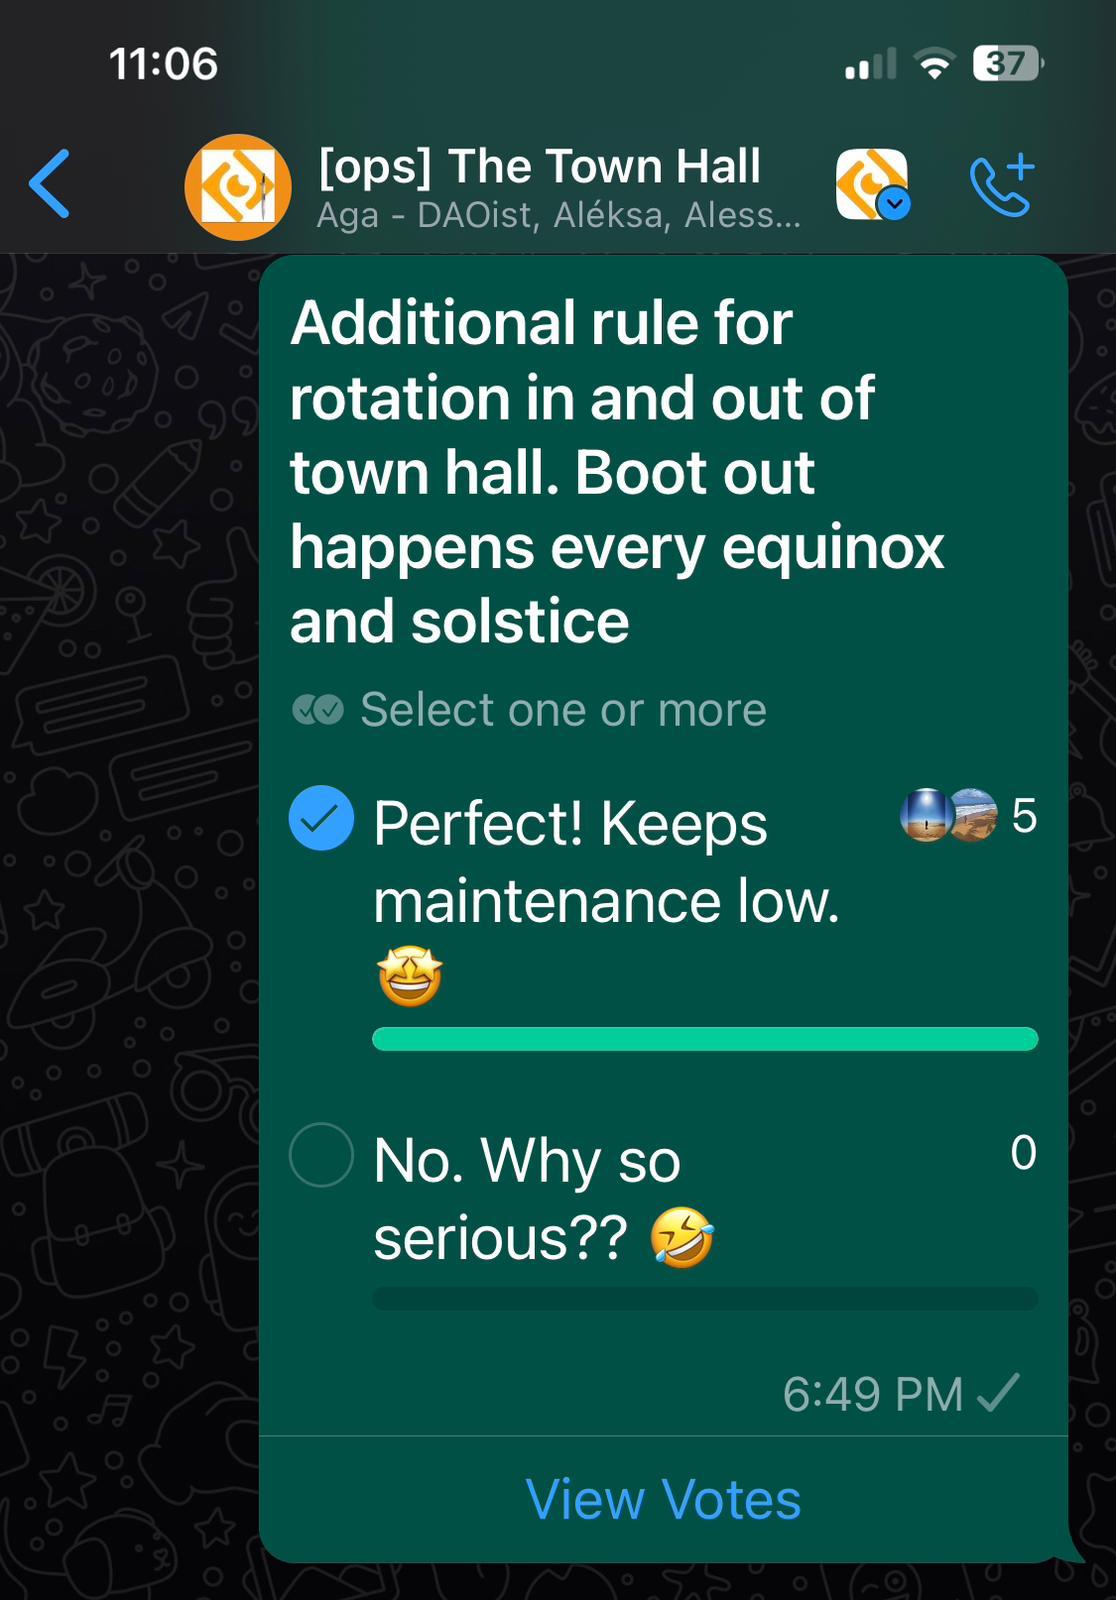 11:06
37
[ops] The Town Hall
Aga - DAOist, Aléksa, Aless...
Additional rule for
rotation in and out of
town hall. Boot out
happens every equinox
and solstice
Select one or more
Perfect! Keeps
5
maintenance low.
🤩
No. Why so
0
serious?? 🤣
6:49 PM
View Votes